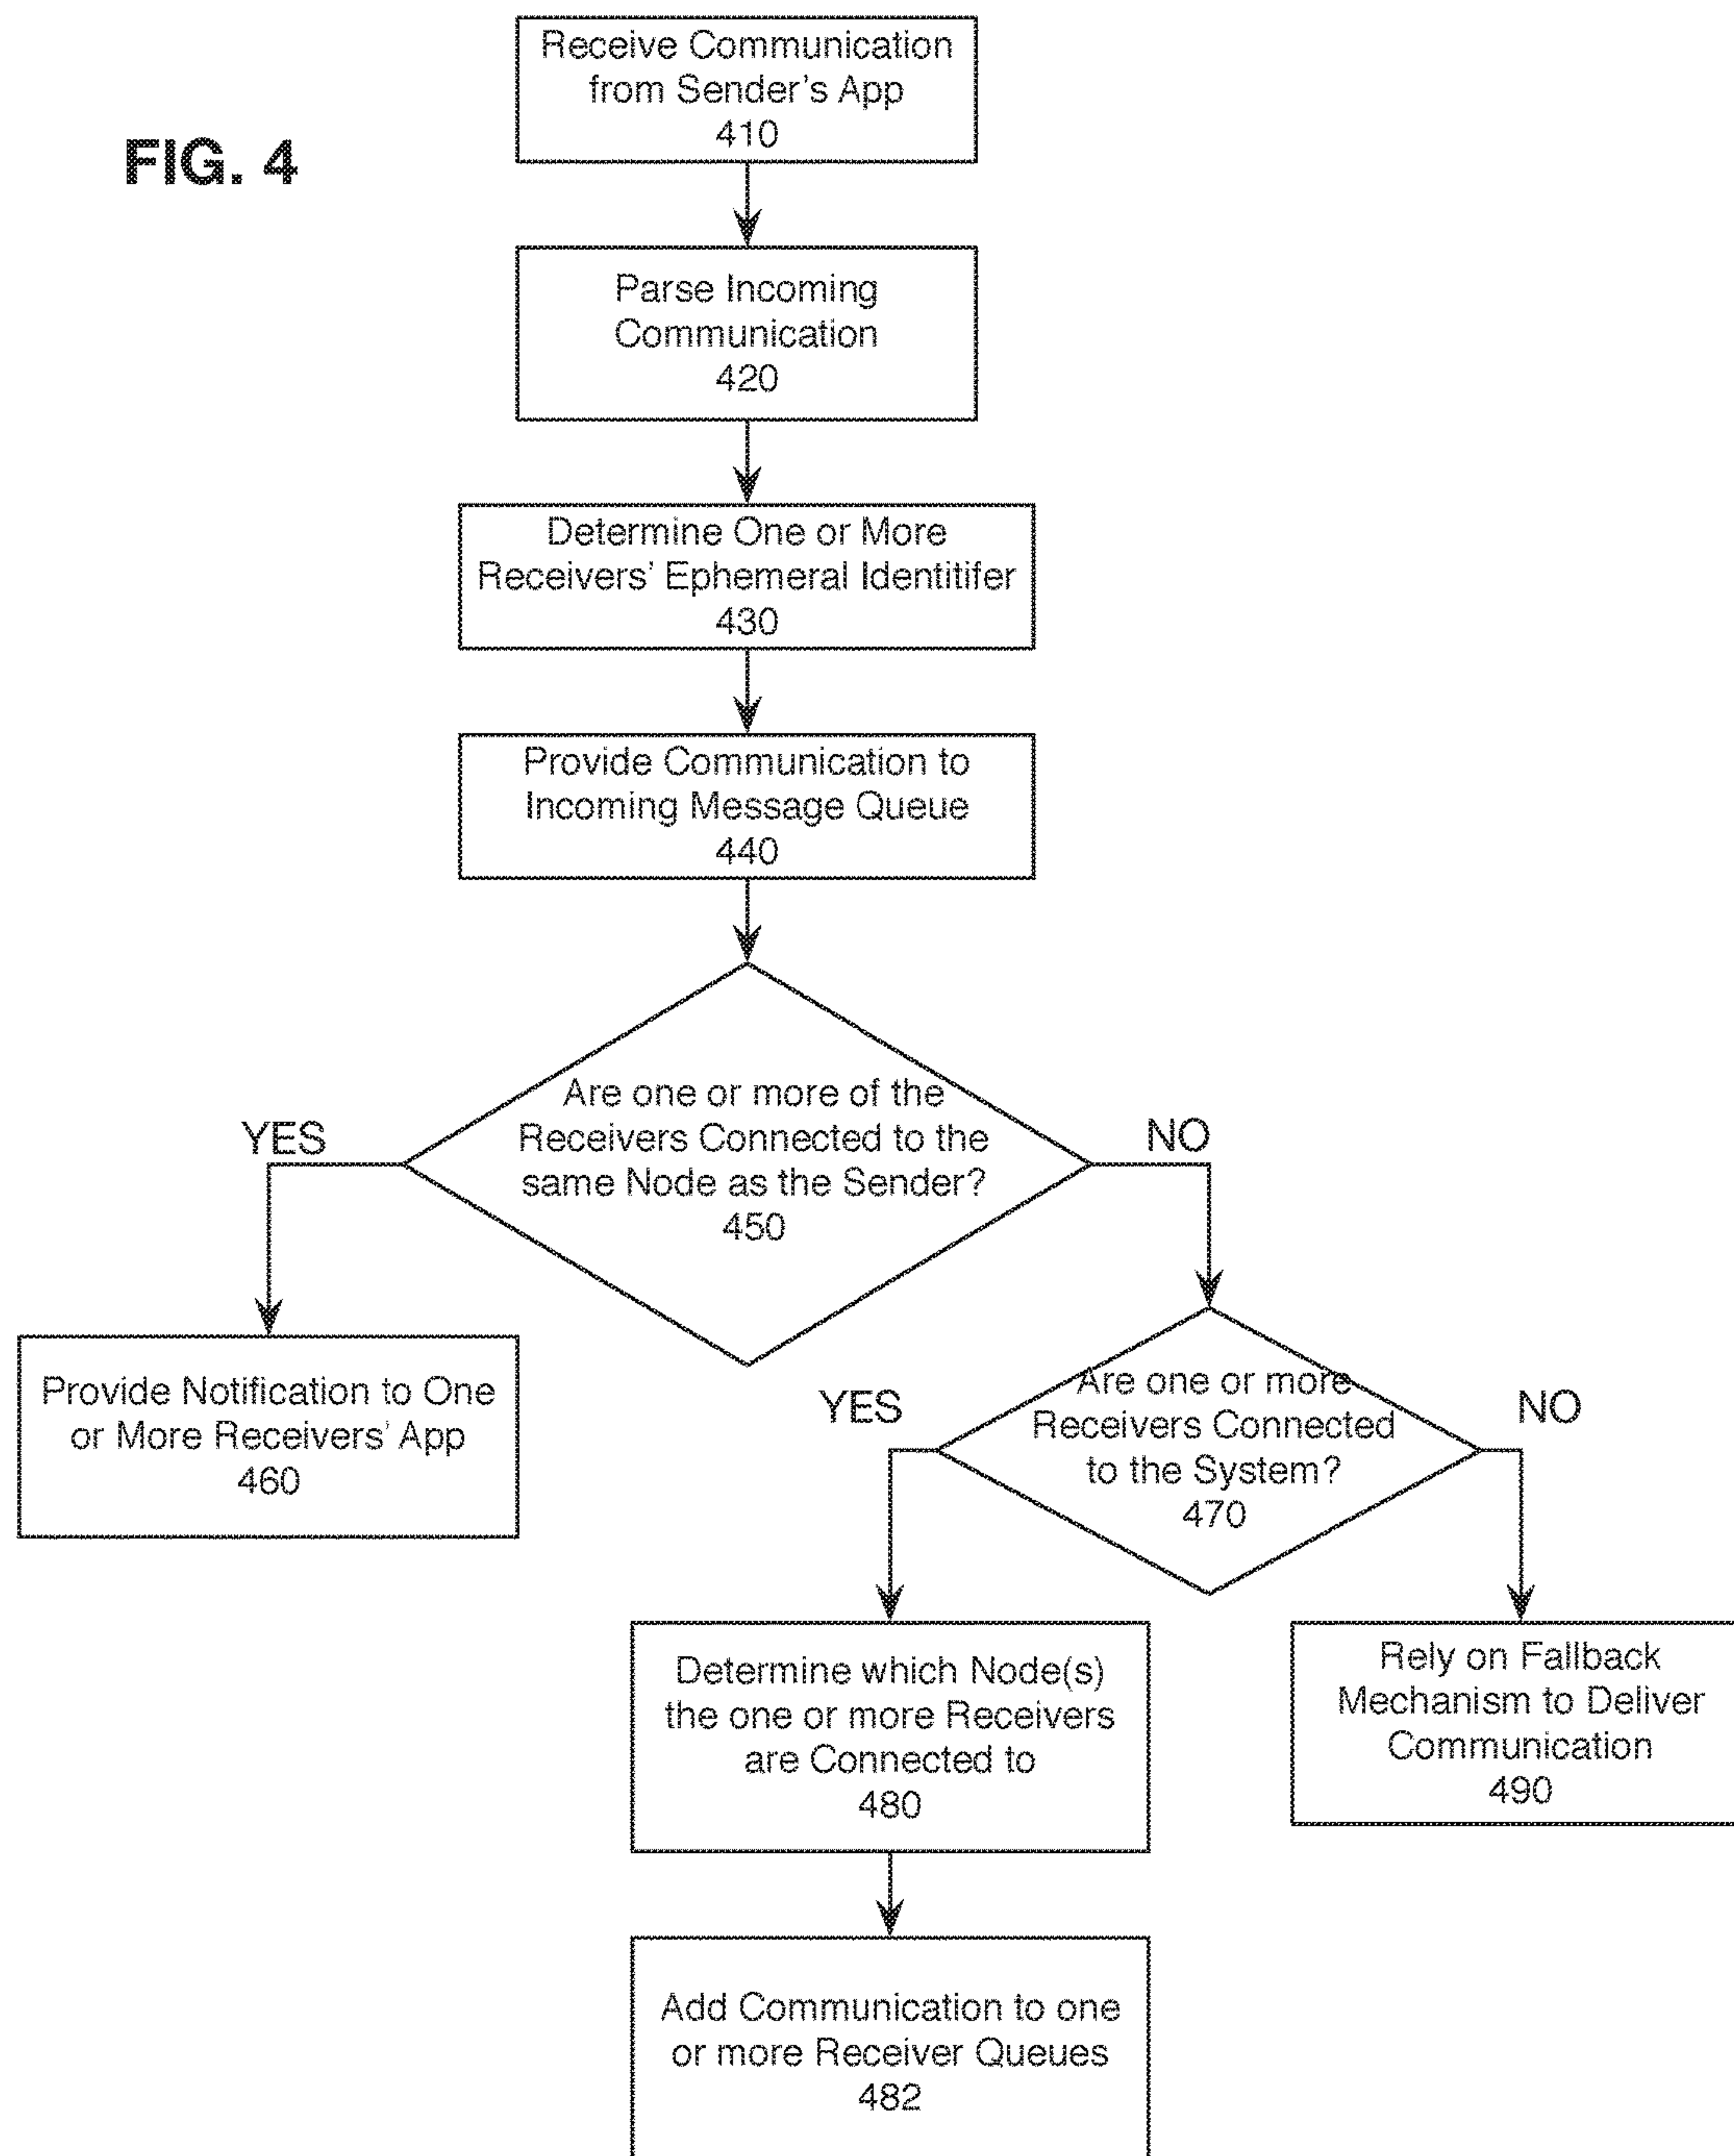 FIG. 4
Receive Communication
from Sender's App
410
Parse Incoming
Communication
420
Determine One or More
Receivers' Ephemeral Identitifer
430
Provide Communication to
Incoming Message Queue
440
Are one or more of the
Receivers Connected to the
same Node as the Sender?
450
YES
NO
Provide Notification to One
or More Receivers' App
460
Are one or more
Receivers Connected
to the System?
470
YES
NO
Determine which Node(s)
the one or more Receivers
are Connected to
480
Rely on Fallback
Mechanism to Deliver
Communication
490
Add Communication to one
or more Receiver Queues
482